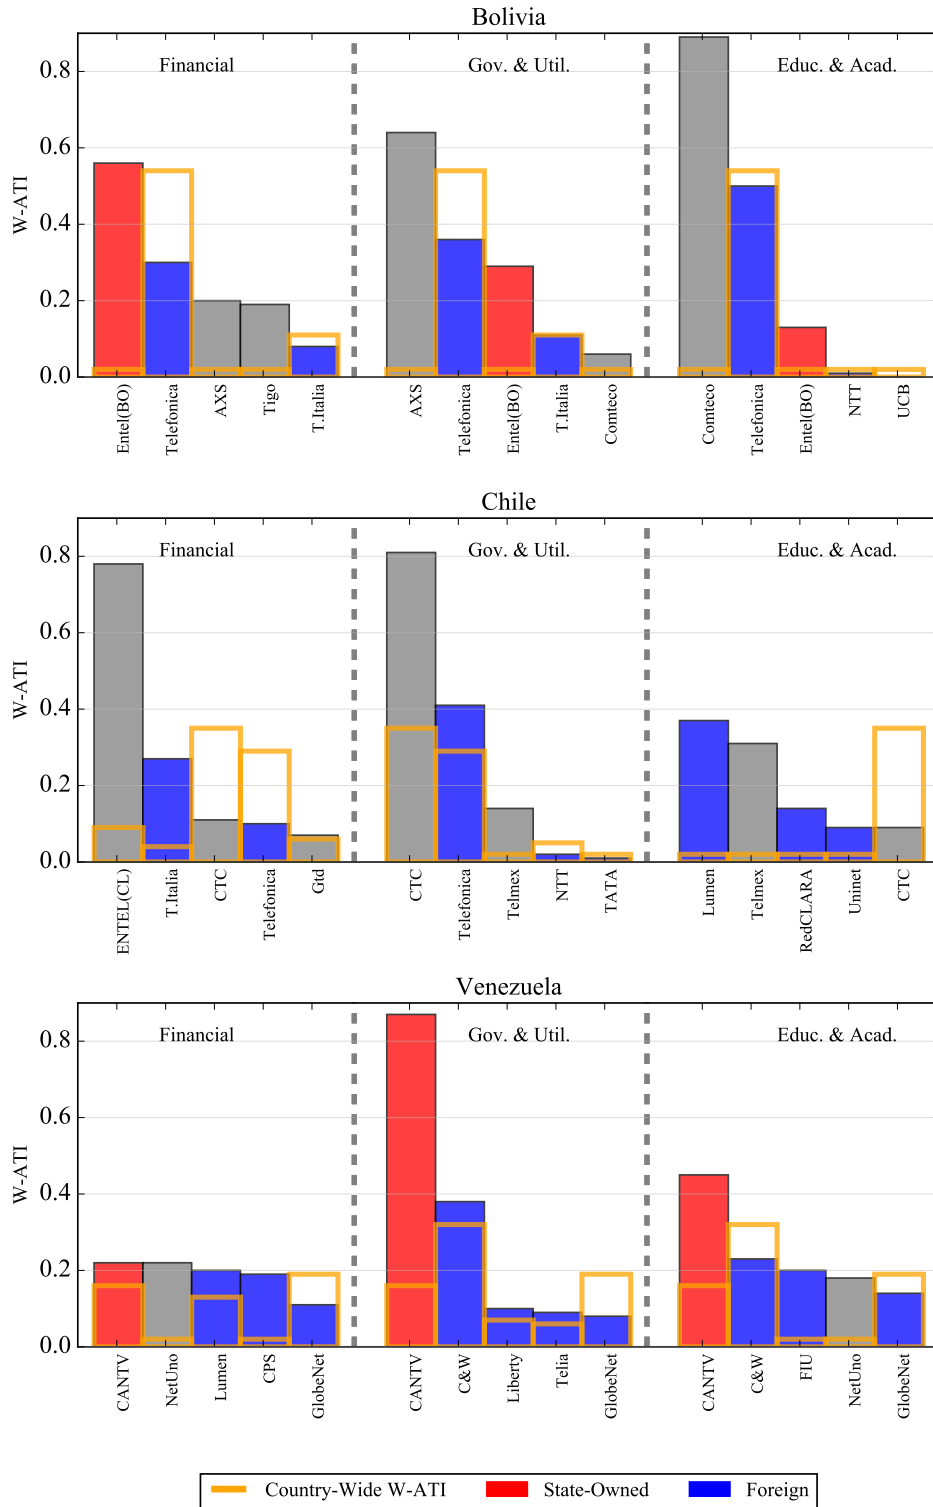 Bolivia
Financial
Gov. & Util.
Educ. & Acad.
W-ATI
0.8
0.6
0.4
0.2
0.0
Entel(BO)
Telefonica
AXS
Tigo
T.Italia
AXS
Telefonica
Entel(BO)
T.Italia
Comteco
Comteco
Telefonica
Entel(BO)
NTT
UCB
Chile
Financial
Gov. & Util.
Educ. & Acad.
W-ATI
0.8
0.6
0.4
0.2
0.0
ENTEL(CL)
T.Italia
CTC
Telefonica
Gtd
CTC
Telefonica
Telmex
NTT
TATA
Lumen
Telmex
RedCLARA
Uninet
CTC
Venezuela
Financial
Gov. & Util.
Educ. & Acad.
W-ATI
0.8
0.6
0.4
0.2
0.0
CANTV
NetUno
Lumen
CPS
GlobeNet
CANTV
C&W
Liberty
Telia
GlobeNet
CANTV
C&W
FIU
NetUno
GlobeNet
Country-Wide W-ATI
State-Owned
Foreign